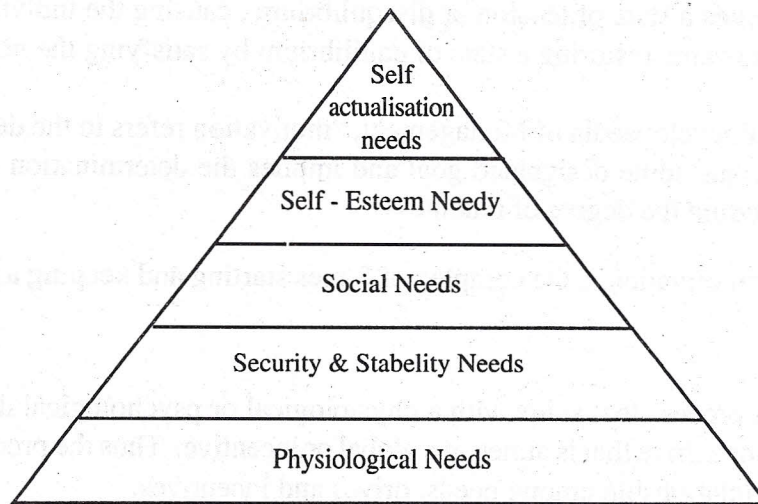 Self
actualisation
needs
Self - Esteem Needy
Social Needs
Security & Stabelity Needs
Physiological Needs